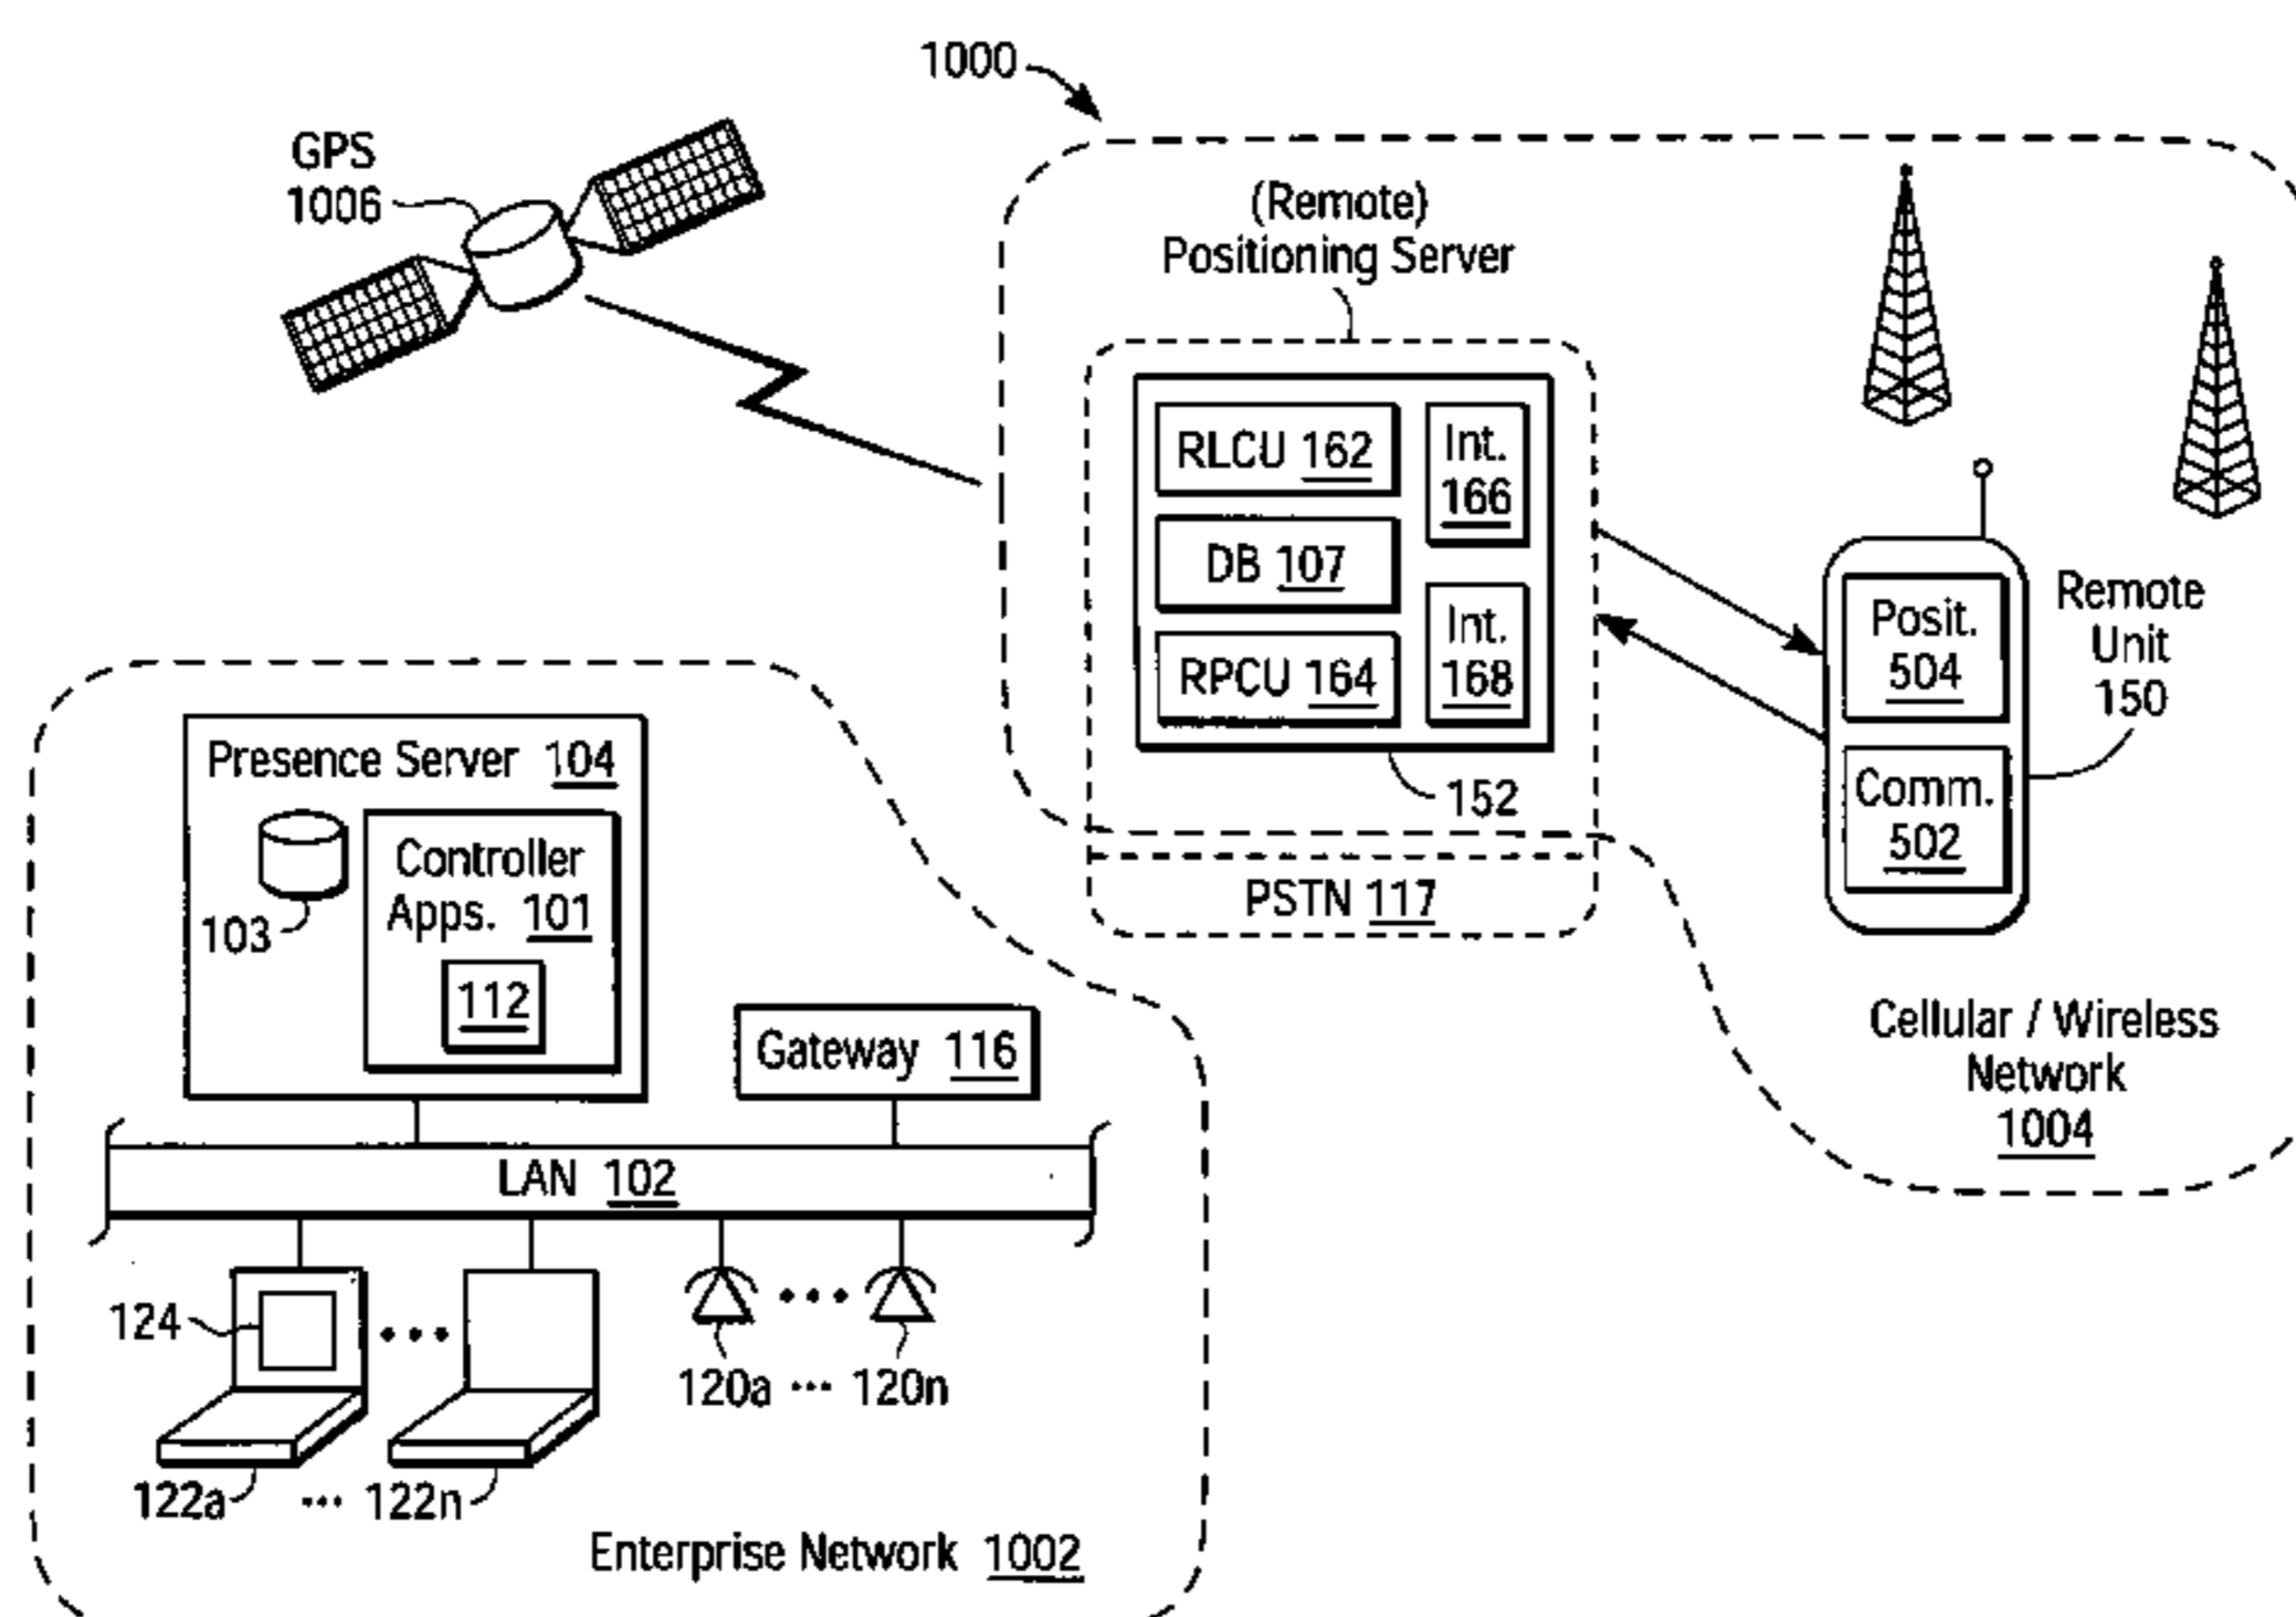 1000
GPS
1006
(Remote)
Positioning Server
RLCU 162
Int.
166
DB 107
RPCU 164
Int.
168
152
PSTN 117
Posit.
504
Comm.
502
Remote
Unit
150
Cellular / Wireless
Network
1004
Presence Server 104
103
Controller
Apps. 101
112
Gateway 116
LAN 102
124
120a ... 120n
122a ... 122n
Enterprise Network 1002